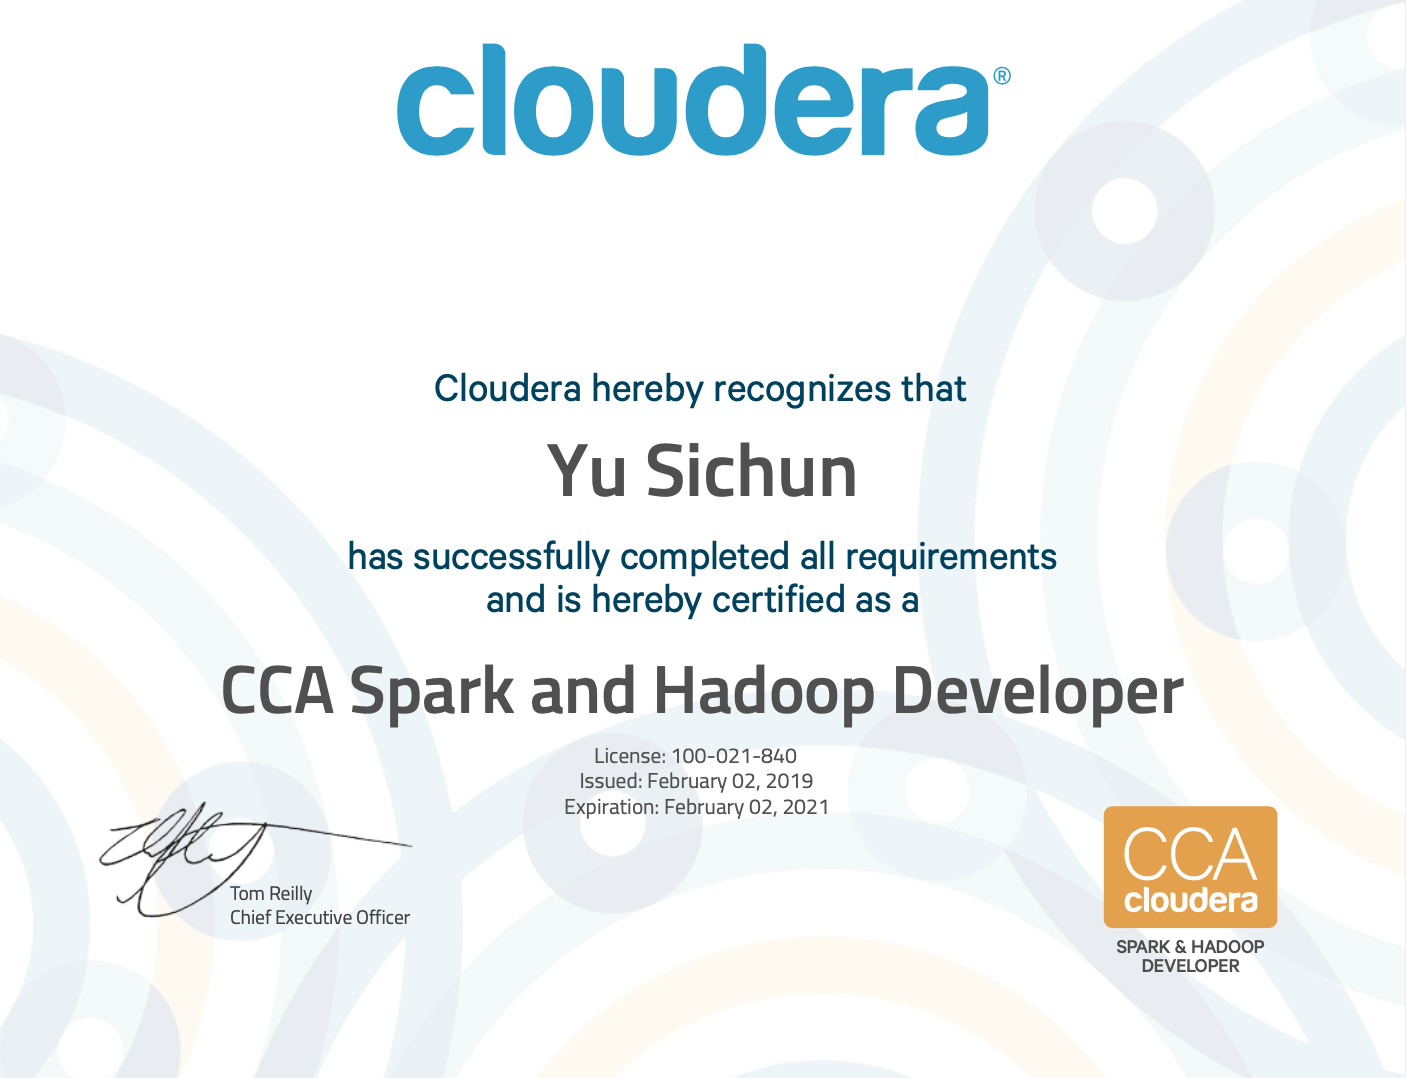 cloudera®
Cloudera hereby recognizes that
Yu Sichun
has successfully completed all requirements
and is hereby certified as a
CCA Spark and Hadoop Developer
License: 100-021-840
Issued: February 02, 2019
Expiration: February 02, 2021
Tom Reilly
Chief Executive Officer
CCA
cloudera
SPARK & HADOOP
DEVELOPER